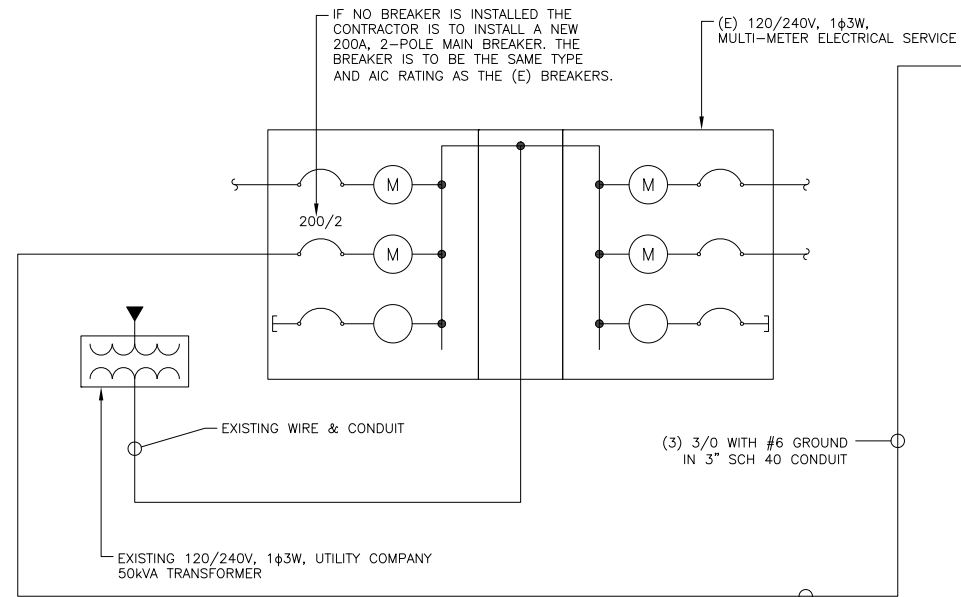 IF NO BREAKER IS INSTALLED THE
CONTRACTOR IS TO INSTALL A NEW
200A, 2-POLE MAIN BREAKER. THE
BREAKER IS TO BE THE SAME TYPE
AND AIC RATING AS THE (E) BREAKERS.
(E) 120/240V, 1ϕ3W,
MULTI-METER ELECTRICAL SERVICE
M
M
200/2
M
M
EXISTING WIRE & CONDUIT
(3) 3/0 WITH #6 GROUND
IN 3" SCH 40 CONDUIT
EXISTING 120/240V, 1ϕ3W, UTILITY COMPANY
50kVA TRANSFORMER